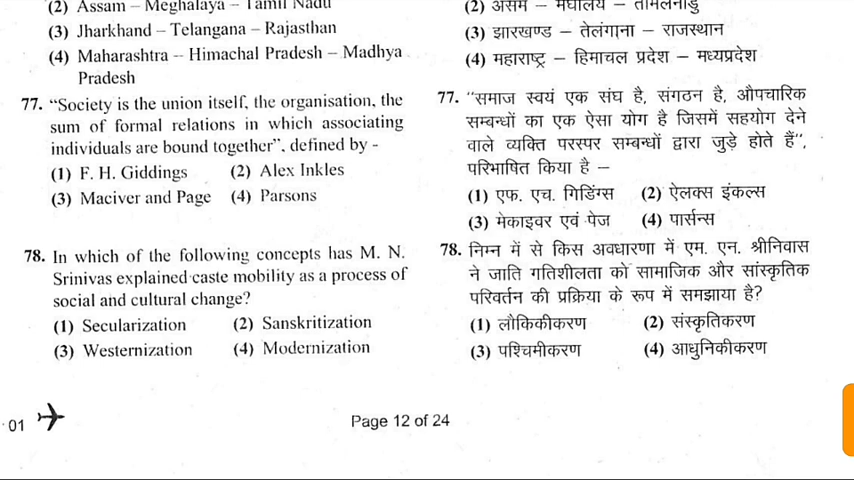 (2) Assam – Meghalaya – Tamil Nadu
(3) Jharkhand – Telangana – Rajasthan
(4) Maharashtra – Himachal Pradesh – Madhya
Pradesh
77. “Society is the union itself, the organisation, the
sum of formal relations in which associating
individuals are bound together”, defined by -
(1) F. H. Giddings (2) Alex Inkles
(3) Maciver and Page (4) Parsons
78. In which of the following concepts has M. N.
Srinivas explained caste mobility as a process of
social and cultural change?
(1) Secularization (2) Sanskritization
(3) Westernization (4) Modernization
(2) असम – मेघालय – तमिलनाडु
(3) झारखण्ड – तेलंगाना – राजस्थान
(4) महाराष्ट्र – हिमाचल प्रदेश – मध्यप्रदेश
77. “समाज स्वयं एक संघ है, संगठन है, औपचारिक
सम्बन्धों का एक ऐसा योग है जिसमें सहयोग देने
वाले व्यक्ति परस्पर सम्बन्धों द्वारा जुड़े होते हैं”,
परिभाषित किया है –
(1) एफ. एच. गिडिंग्स (2) ऐलक्स इंकल्स
(3) मेकाइवर एवं पेज (4) पार्सन्स
78. निम्न में से किस अवधारणा में एम. एन. श्रीनिवास
ने जाति गतिशीलता को सामाजिक और सांस्कृतिक
परिवर्तन की प्रक्रिया के रूप में समझाया है?
(1) लौकिकीकरण (2) संस्कृतिकरण
(3) पश्चिमीकरण (4) आधुनिकीकरण
01
Page 12 of 24